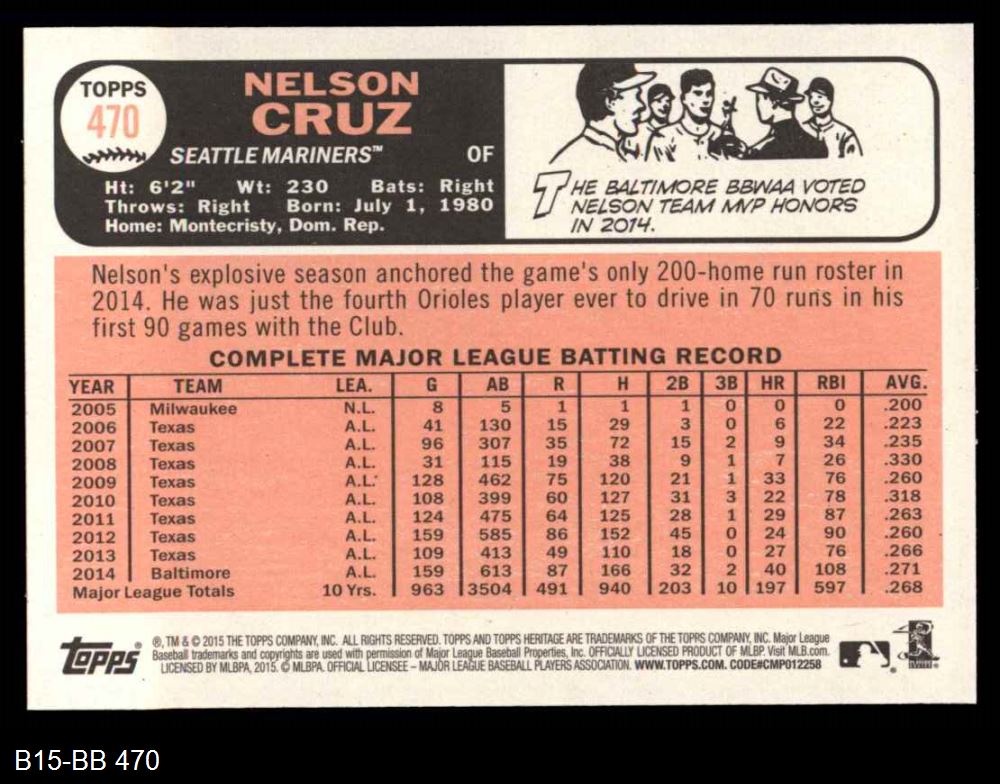 TOPPS
470
NELSON
CRUZ
SEATTLE MARINERS™ OF
Ht: 6'2" Wt: 230 Bats: Right
Throws: Right Born: July 1, 1980
Home: Montecristy, Dom. Rep.
THE BALTIMORE BBWAA VOTED
NELSON TEAM MVP HONORS
IN 2014.
Nelson's explosive season anchored the game's only 200-home run roster in
2014. He was just the fourth Orioles player ever to drive in 70 runs in his
first 90 games with the Club.
COMPLETE MAJOR LEAGUE BATTING RECORD
YEAR TEAM LEA. G AB R H 2B 3B HR RBI AVG.
2005 Milwaukee N.L. 8 5 1 1 1 0 0 0 .200
2006 Texas A.L. 41 130 15 29 3 0 6 22 .223
2007 Texas A.L. 96 307 35 72 15 2 9 34 .235
2008 Texas A.L. 31 115 19 38 9 1 7 26 .330
2009 Texas A.L. 128 462 75 120 21 1 33 76 .260
2010 Texas A.L. 108 399 60 127 31 3 22 78 .318
2011 Texas A.L. 124 475 64 125 28 1 29 87 .263
2012 Texas A.L. 159 585 86 152 45 0 24 90 .260
2013 Texas A.L. 109 413 49 110 18 0 27 76 .266
2014 Baltimore A.L. 159 613 87 166 32 2 40 108 .271
Major League Totals 10 Yrs. 963 3504 491 940 203 10 197 597 .268
Topps®
®, TM & © 2015 THE TOPPS COMPANY, INC. ALL RIGHTS RESERVED. TOPPS AND TOPPS HERITAGE ARE TRADEMARKS OF THE TOPPS COMPANY, INC. Major League
Baseball trademarks and copyrights are used with permission of Major League Baseball Properties, Inc. OFFICIALLY LICENSED PRODUCT OF MLBP. Visit MLB.com.
LICENSED BY MLBPA, 2015. © MLBPA. OFFICIAL LICENSEE – MAJOR LEAGUE BASEBALL PLAYERS ASSOCIATION. WWW.TOPPS.COM. CODE#CMP012258
B15-BB 470